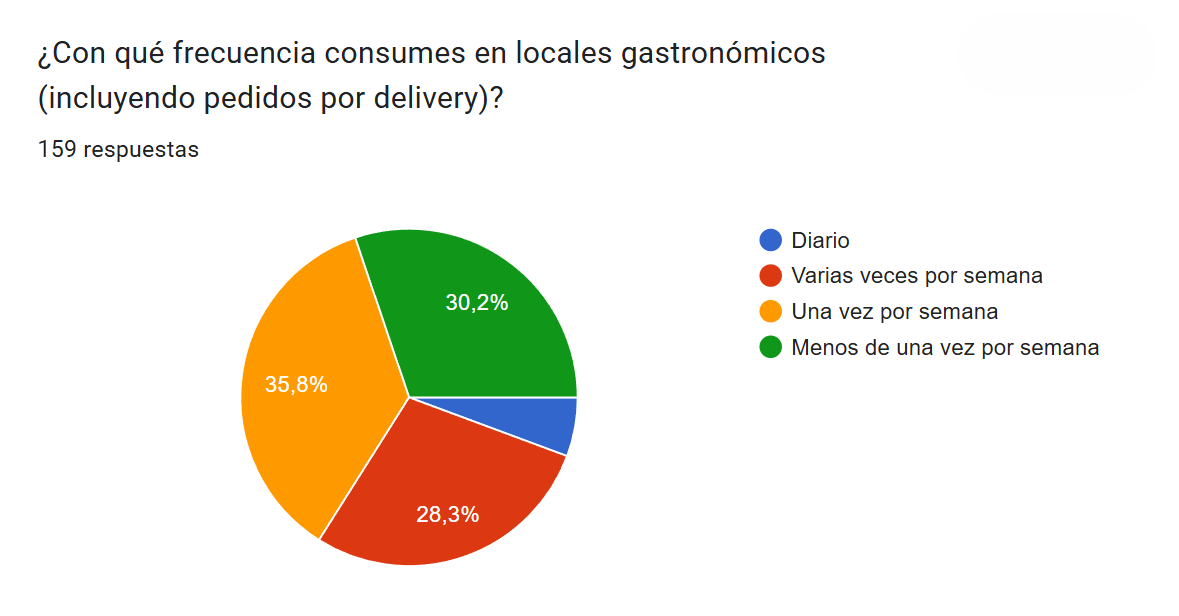 ¿Con qué frecuencia consumes en locales gastronómicos
(incluyendo pedidos por delivery)?
159 respuestas
Diario
Varias veces por semana
Una vez por semana
Menos de una vez por semana
30,2%
35,8%
28,3%